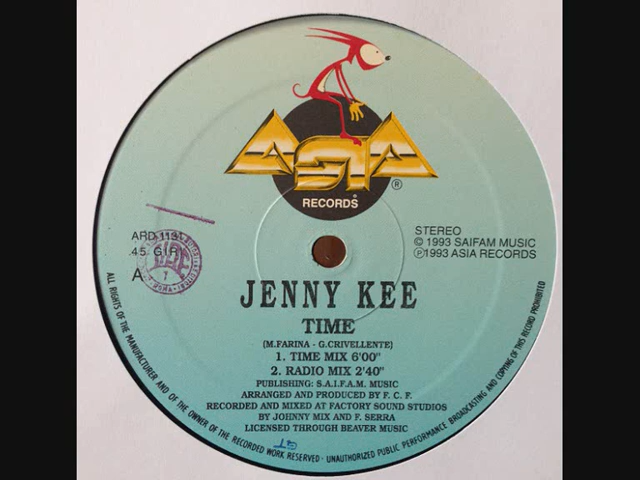 ASIA
RECORDS
®
ARD 1131
45 GIRI
A
STEREO
© 1993 SAIFAM MUSIC
℗1993 ASIA RECORDS
JENNY KEE
TIME
(M.FARINA - G.CRIVELLENTE)
1. TIME MIX 6'00"
2. RADIO MIX 2'40"
PUBLISHING: S.A.I.F.A.M. MUSIC
ARRANGED AND PRODUCED BY F. C. F.
RECORDED AND MIXED AT FACTORY SOUND STUDIOS
BY JOHNNY MIX AND F. SERRA
LICENSED THROUGH BEAVER MUSIC
ALL RIGHTS OF THE MANUFACTURER AND OF THE OWNER OF THE RECORDED WORK RESERVED - UNAUTHORIZED PUBLIC PERFORMANCE BROADCASTING AND COPYING OF THIS RECORD PROHIBITED